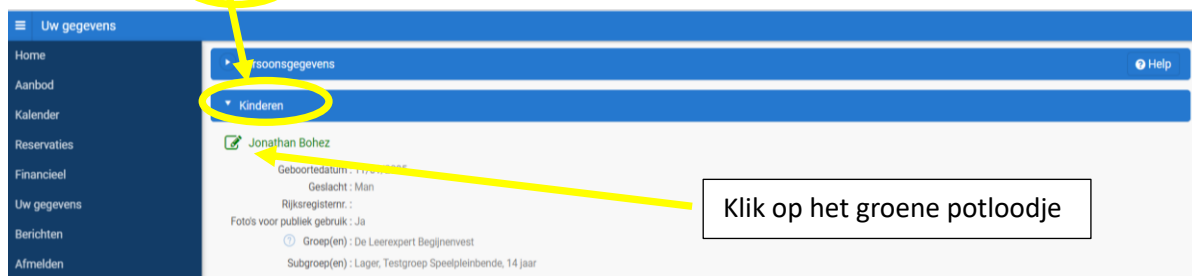 Uw gegevens
Home
Aanbod
Kalender
Reservaties
Financieel
Uw gegevens
Berichten
Afmelden
Help
Kinderen
Jonathan Bohez
Geboortedatum :
Geslacht : Man
Rijksregisternr. :
Foto's voor publiek gebruik : Ja
Groep(en) : De Leerexpert Begijnenvest
Subgroep(en) : Lager, Testgroep Speelpleinbende, 14 jaar
Klik op het groene potloodje